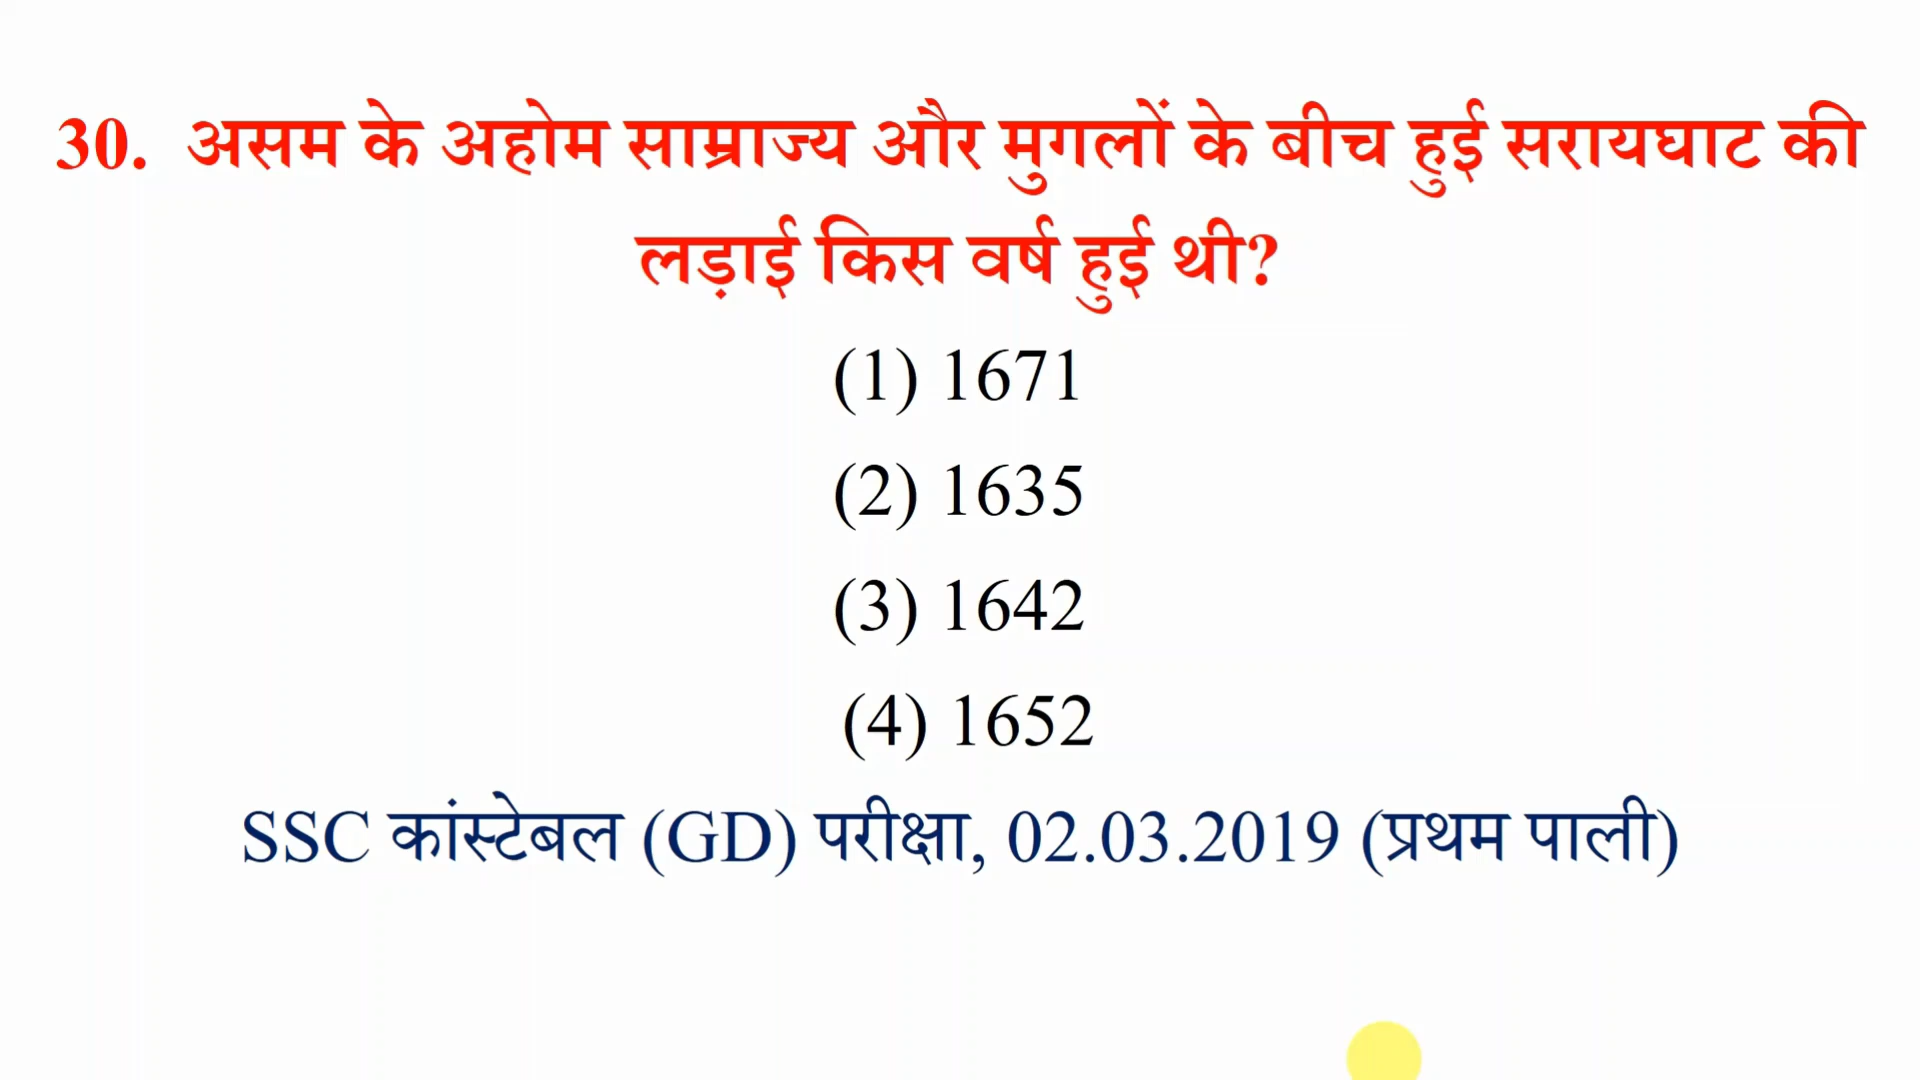 30. असम के अहोम साम्राज्य और मुगलों के बीच हुई सरायघाट की
लड़ाई किस वर्ष हुई थी?
(1) 1671
(2) 1635
(3) 1642
(4) 1652
SSC कांस्टेबल (GD) परीक्षा, 02.03.2019 (प्रथम पाली)